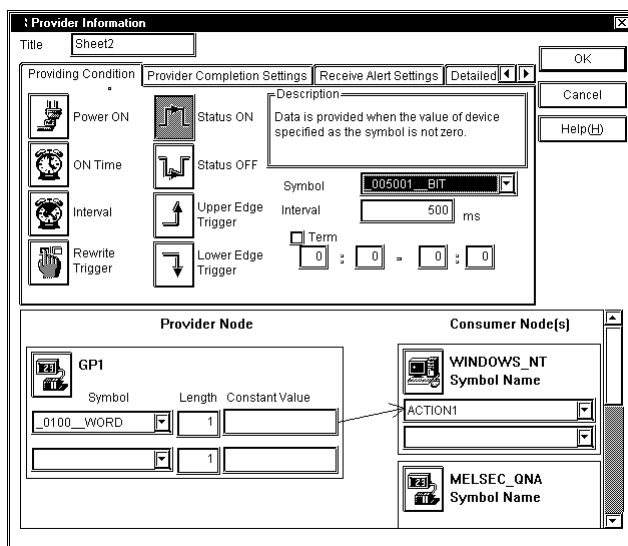 Provider Information
Title Sheet2
OK
Cancel
Help(H)
Providing Condition Provider Completion Settings Receive Alert Settings Detailed
Power ON
Status ON
ON Time
Status OFF
Interval
Upper Edge
Trigger
Rewrite
Trigger
Lower Edge
Trigger
Description
Data is provided when the value of device
specified as the symbol is not zero.
Symbol _005001__BIT
Interval 500 ms
Term
0 : 0 - 0 : 0
Provider Node
Consumer Node(s)
GP1
Symbol Length Constant Value
_0100__WORD 1
1
WINDOWS_NT
Symbol Name
ACTION1
MELSEC_QNA
Symbol Name